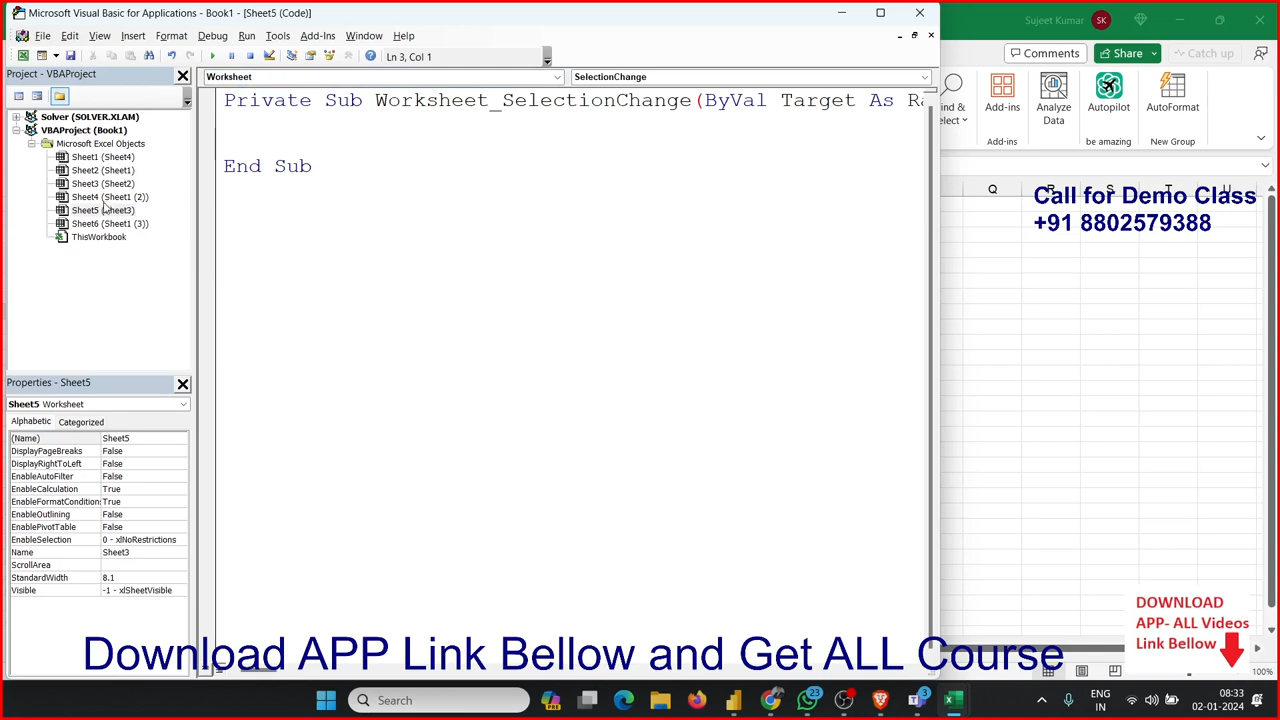 Microsoft Visual Basic for Applications - Book1 - [Sheet5 (Code)]
Sujeet Kumar SK
File Edit View Insert Format Debug Run Tools Add-Ins Window Help
Ln 3, Col 1
Comments Share Catch up
Project - VBAProject
Worksheet
SelectionChange
Private Sub Worksheet_SelectionChange(ByVal Target As Ra
End Sub
Solver (SOLVER.XLAM)
VBAProject (Book1)
Microsoft Excel Objects
Sheet1 (Sheet4)
Sheet2 (Sheet1)
Sheet3 (Sheet2)
Sheet4 (Sheet1 (2))
Sheet5 (Sheet3)
Sheet6 (Sheet1 (3))
ThisWorkbook
Add-ins
Analyze
Data
Autopilot
AutoFormat
Add-ins
be amazing
New Group
Q R S T U
Call for Demo Class
+91 8802579388
Properties - Sheet5
Sheet5 Worksheet
Alphabetic Categorized
(Name) Sheet5
DisplayPageBreaks False
DisplayRightToLeft False
EnableAutoFilter False
EnableCalculation True
EnableFormatConditions True
EnableOutlining False
EnablePivotTable False
EnableSelection 0 - xlNoRestrictions
Name Sheet3
ScrollArea
StandardWidth 8.1
Visible -1 - xlSheetVisible
DOWNLOAD
APP- ALL Videos
Link Bellow
Download APP Link Bellow and Get ALL Course
100%
Search
PRE
23
3
ENG
IN
08:33
02-01-2024